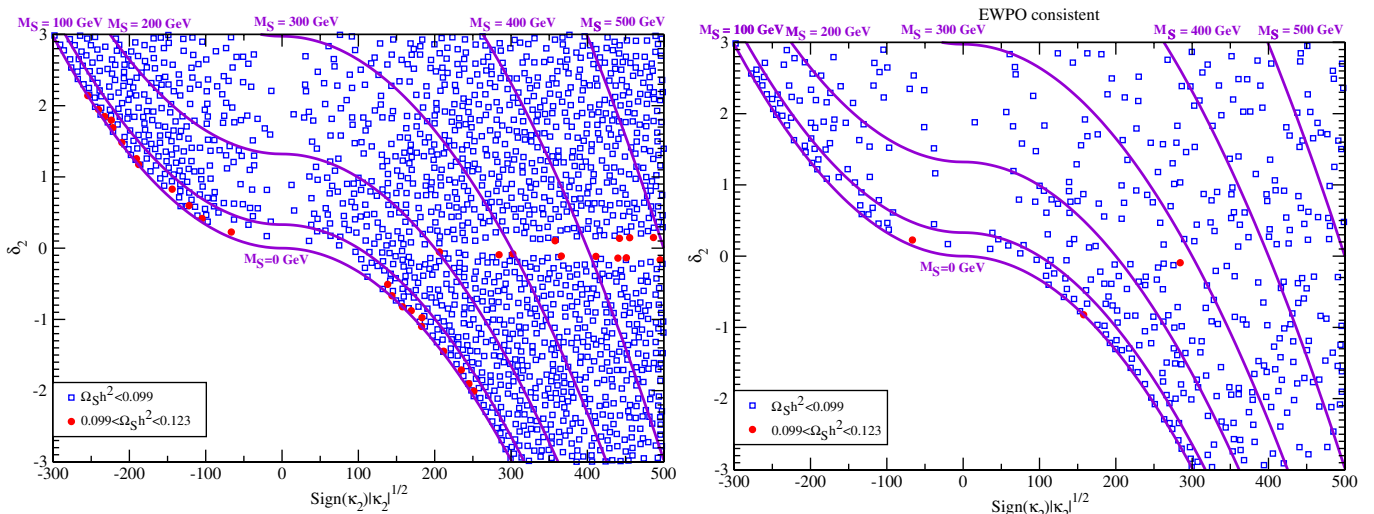 M_S = 100 GeV M_S = 200 GeV M_S = 300 GeV M_S = 400 GeV M_S = 500 GeV
3
2
1
0
-1
-2
-3
δ_2
M_S=0 GeV
Ω_Sh^2<0.099
0.099<Ω_Sh^2<0.123
-300 -200 -100 0 100 200 300 400 500
Sign(κ_2)|κ_2|^1/2
EWPO consistent
M_S = 100 GeV M_S = 200 GeV M_S = 300 GeV M_S = 400 GeV M_S = 500 GeV
3
2
1
0
-1
-2
-3
δ_2
M_S=0 GeV
Ω_Sh^2<0.099
0.099<Ω_Sh^2<0.123
-300 -200 -100 0 100 200 300 400 500
Sign(κ_2)|κ_2|^1/2